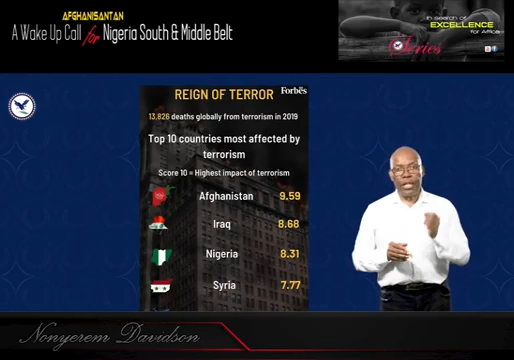 AFGHANISANTAN
A Wake Up Call for Nigeria South & Middle Belt
In search of
EXCELLENCE
for Africa
Series
REIGN OF TERROR
Forbes
13,826 deaths globally from terrorism in 2019
Top 10 countries most affected by
terrorism
Score 10 = Highest impact of terrorism
Afghanistan 9.59
Iraq 8.68
Nigeria 8.31
Syria 7.77
Nonyerem Davidson